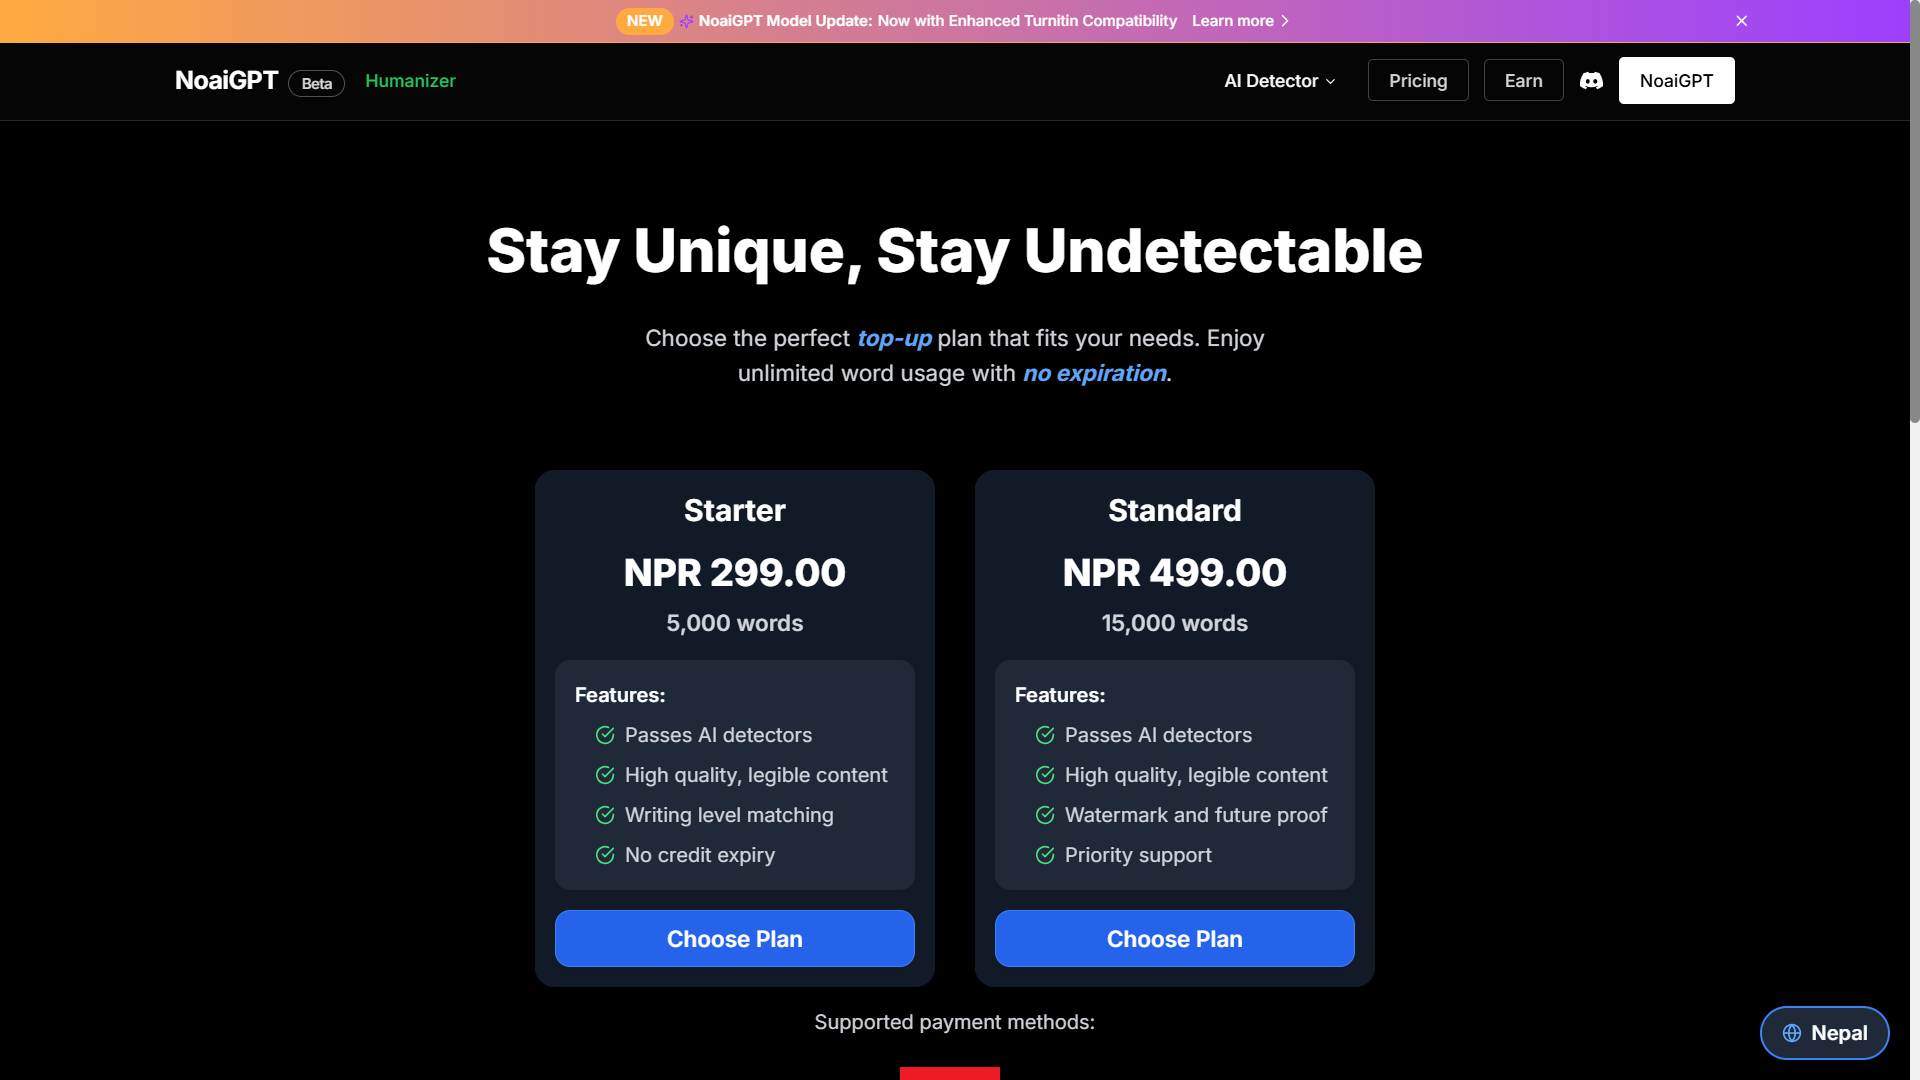 NEW NoaiGPT Model Update: Now with Enhanced Turnitin Compatibility Learn more
NoaiGPT Beta Humanizer AI Detector Pricing Earn NoaiGPT
Stay Unique, Stay Undetectable
Choose the perfect top-up plan that fits your needs. Enjoy
unlimited word usage with no expiration.
Starter
NPR 299.00
5,000 words
Features:
Passes AI detectors
High quality, legible content
Writing level matching
No credit expiry
Choose Plan
Standard
NPR 499.00
15,000 words
Features:
Passes AI detectors
High quality, legible content
Watermark and future proof
Priority support
Choose Plan
Supported payment methods:
Nepal